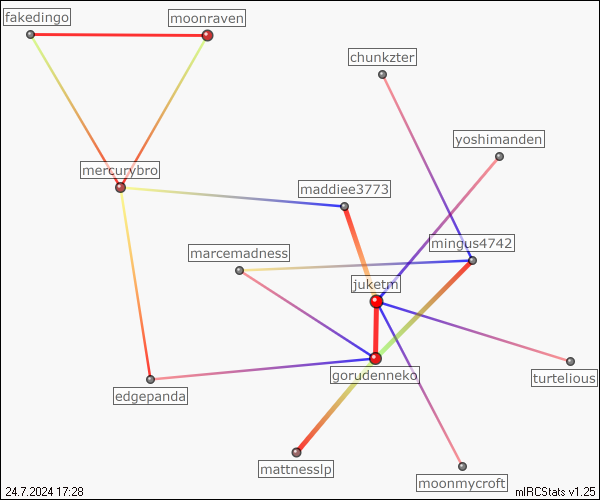 fakedingo
moonraven
chunkzter
yoshimanden
mercurybro
maddiee3773
mingus4742
marcemadness
juketm
gorudenneko
turtelious
edgepanda
mattnesslp
moonmycroft
24.7.2024 17:28
mIRCStats v1.25